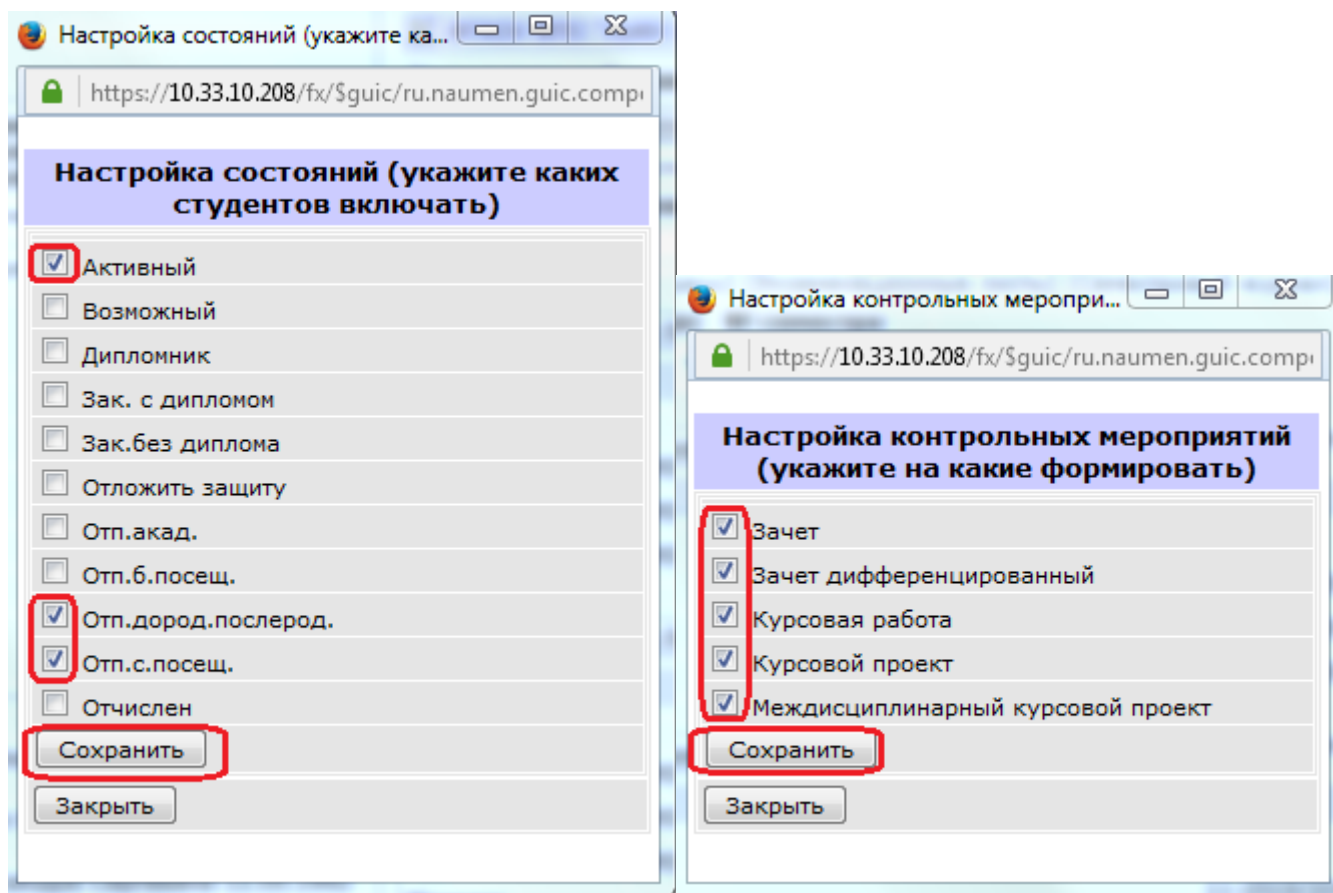 Настройка состояний (укажите ка...
https://10.33.10.208/fx/$guic/ru.naumen.guic.comp
Настройка состояний (укажите каких
студентов включать)
Активный
Возможный
Дипломник
Зак. с дипломом
Зак.без диплома
Отложить защиту
Отп.акад.
Отп.б.посещ.
Отп.дород.послерод.
Отп.с.посещ.
Отчислен
Сохранить
Закрыть
Настройка контрольных меропри...
https://10.33.10.208/fx/$guic/ru.naumen.guic.comp
Настройка контрольных мероприятий
(укажите на какие формировать)
Зачет
Зачет дифференцированный
Курсовая работа
Курсовой проект
Междисциплинарный курсовой проект
Сохранить
Закрыть